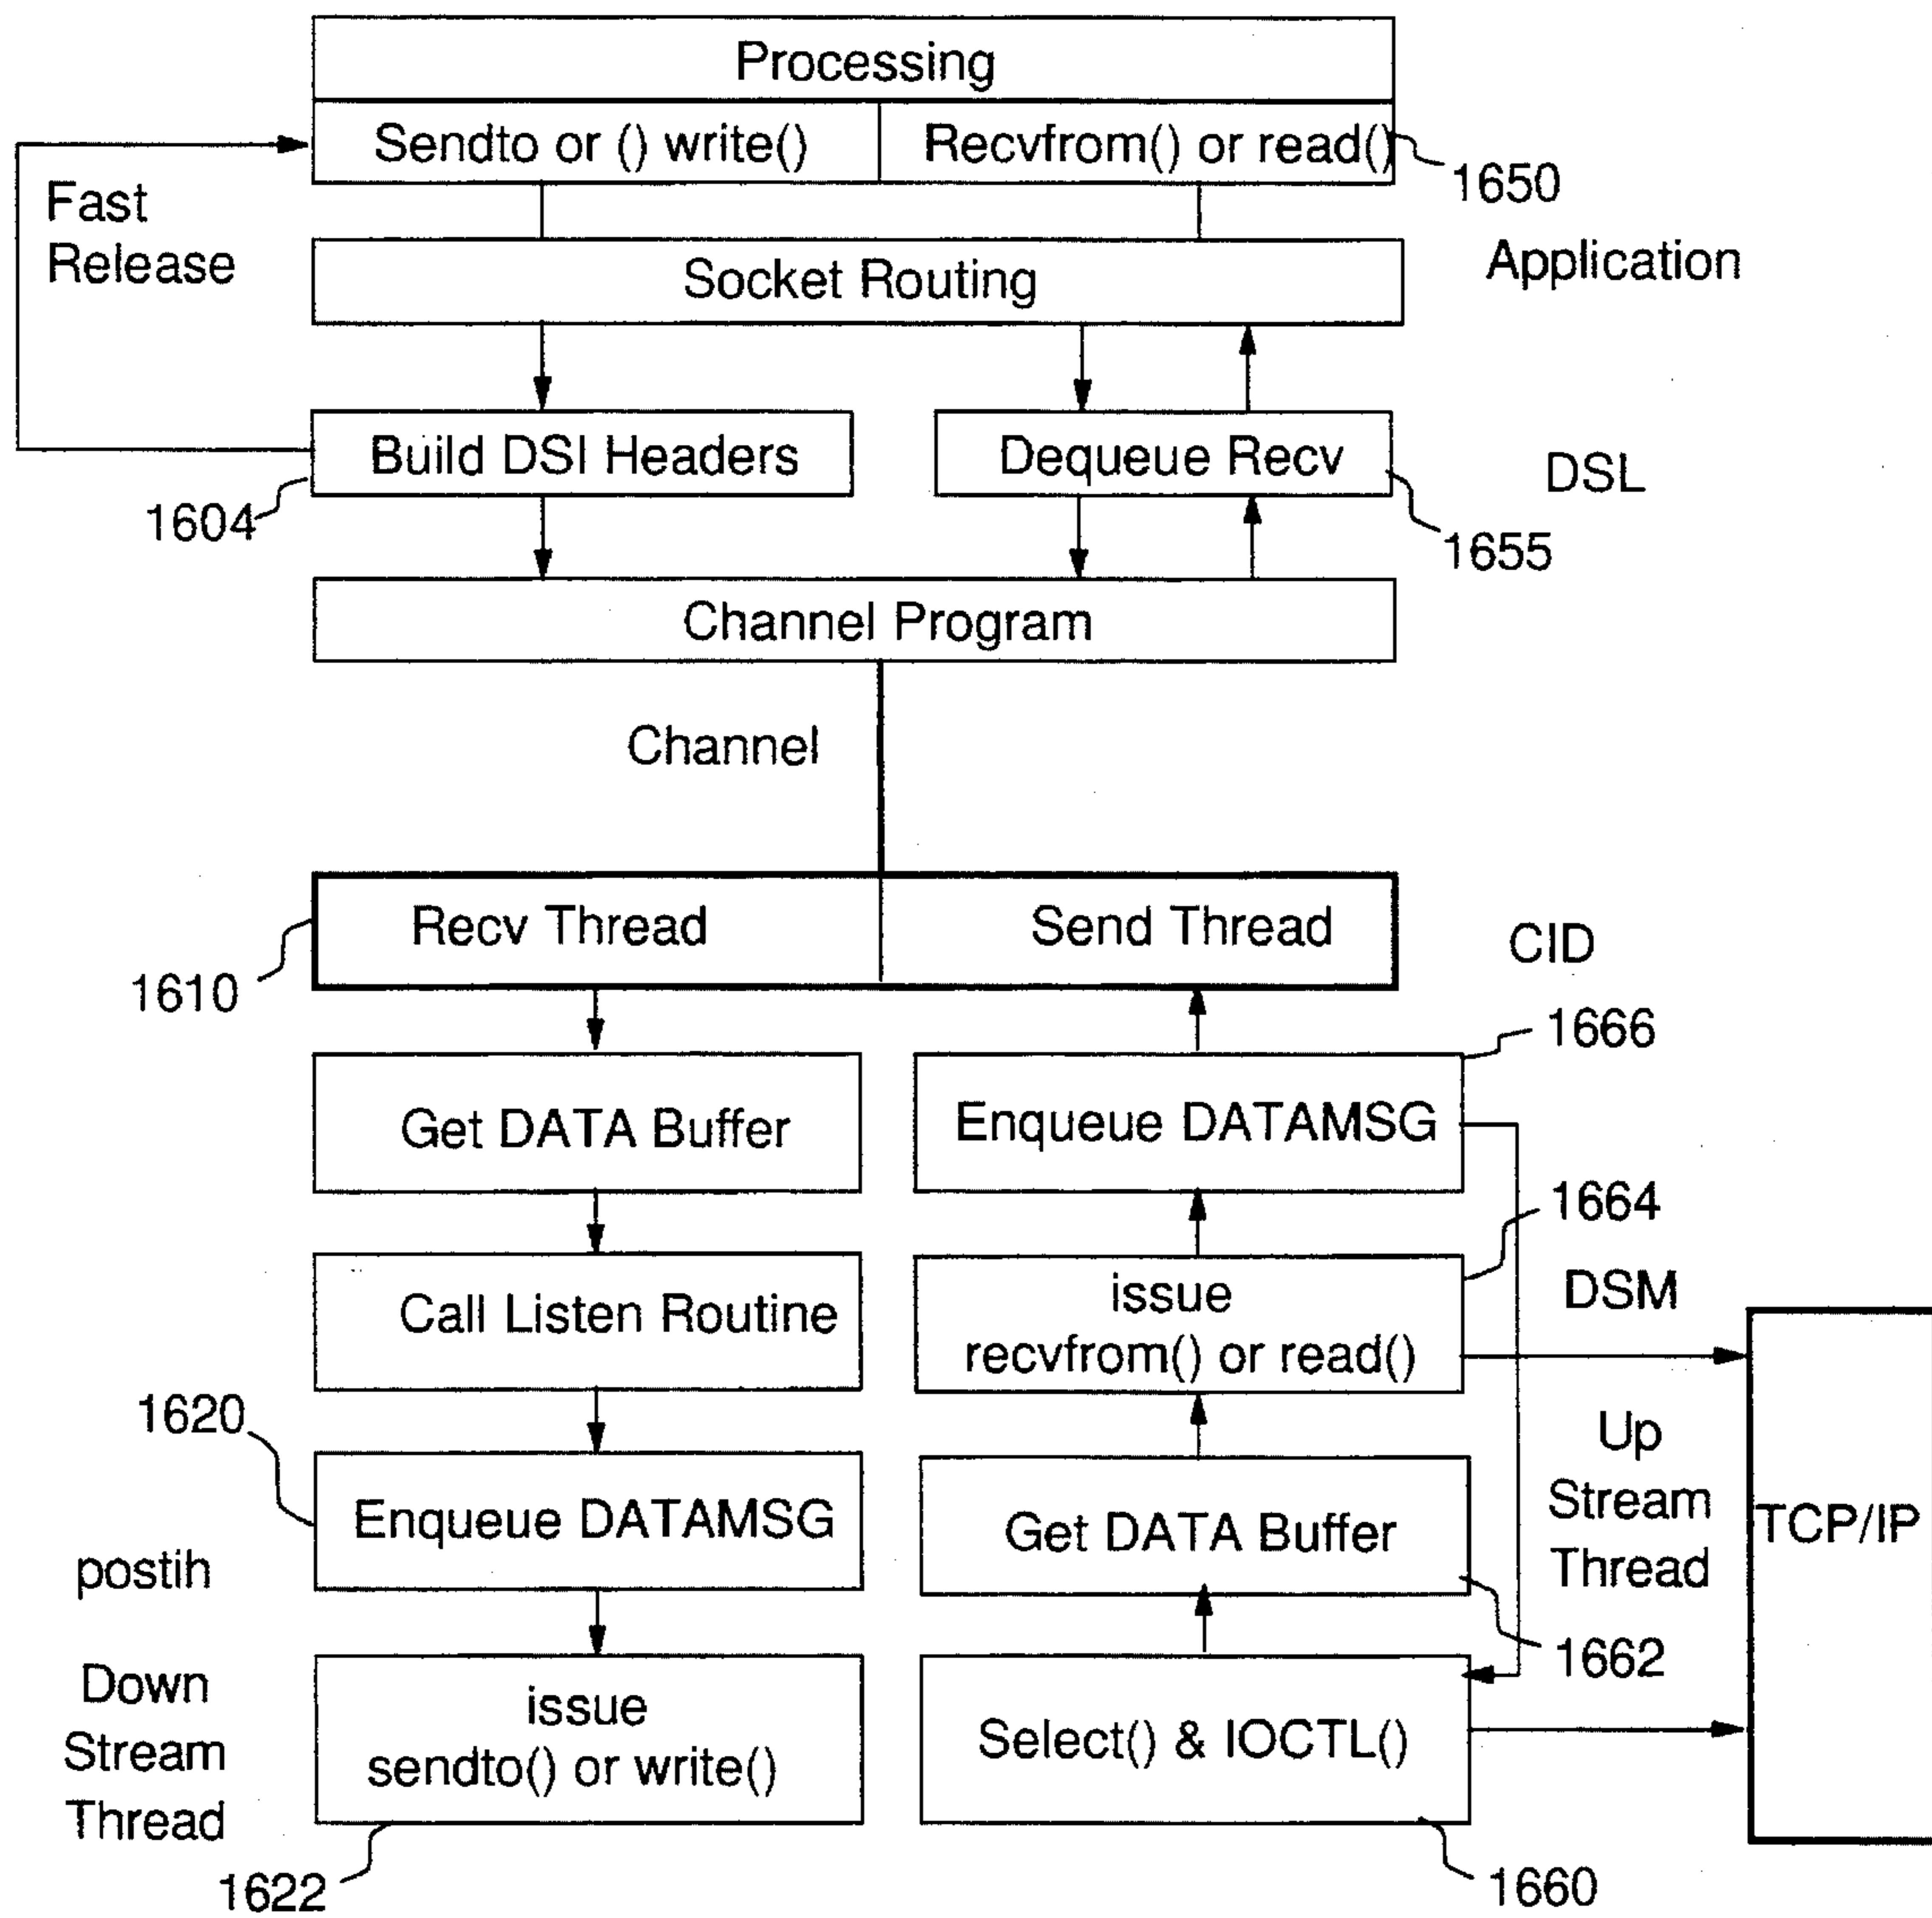 Processing
Sendto or () write()
Recvfrom() or read()
1650
Fast
Release
Socket Routing
Application
Build DSI Headers
Dequeue Recv
DSL
1604
1655
Channel Program
Channel
Recv Thread
Send Thread
CID
1610
1666
Get DATA Buffer
Enqueue DATAMSG
1664
Call Listen Routine
issue
recvfrom() or read()
DSM
1620
Up
Stream
Thread
TCP/IP
Enqueue DATAMSG
Get DATA Buffer
postih
1662
Down
Stream
Thread
issue
sendto() or write()
Select() & IOCTL()
1622
1660